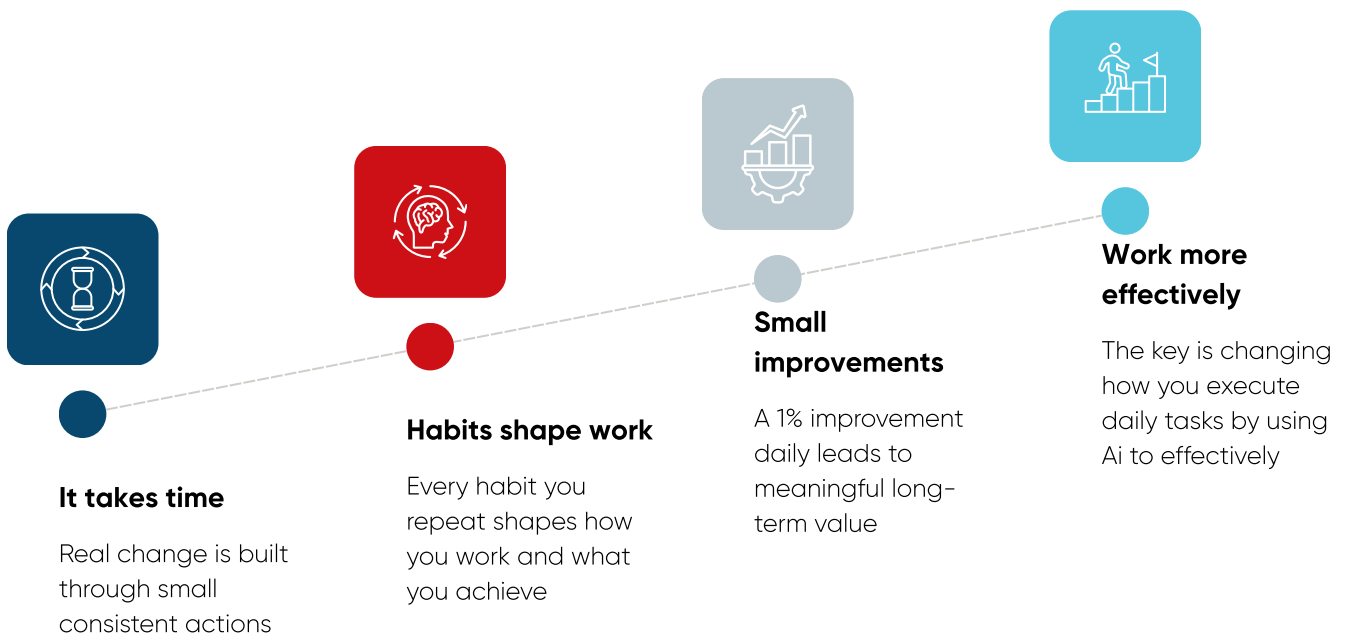 It takes time
Real change is built
through small
consistent actions
Habits shape work
Every habit you
repeat shapes how
you work and what
you achieve
Small
improvements
A 1% improvement
daily leads to
meaningful long-
term value
Work more
effectively
The key is changing
how you execute
daily tasks by using
Ai to effectively